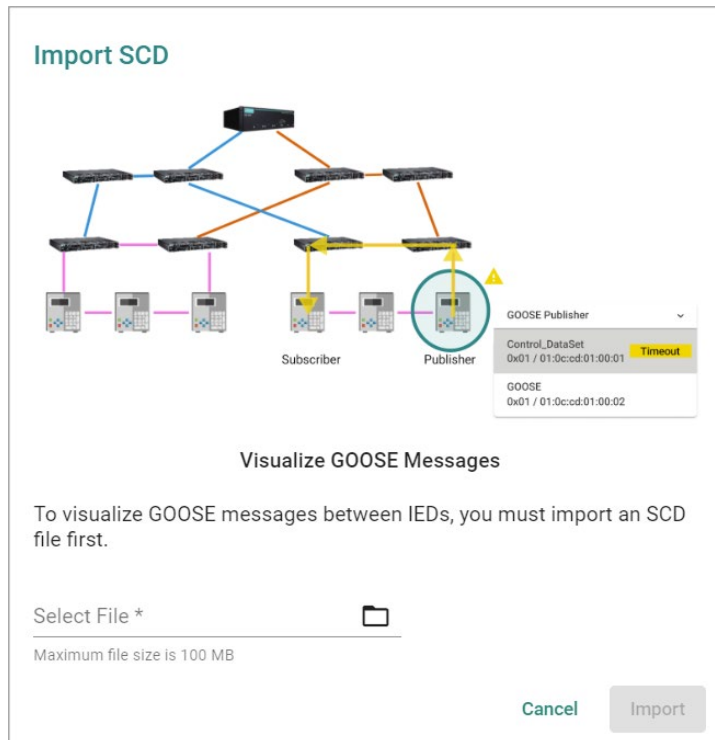 Import SCD
GOOSE Publisher
Control_DataSet
0x01 / 01:0c:cd:01:00:01
Timeout
GOOSE
0x01 / 01:0c:cd:01:00:02
Subscriber
Publisher
Visualize GOOSE Messages
To visualize GOOSE messages between IEDs, you must import an SCD
file first.
Select File *
Maximum file size is 100 MB
Cancel
Import